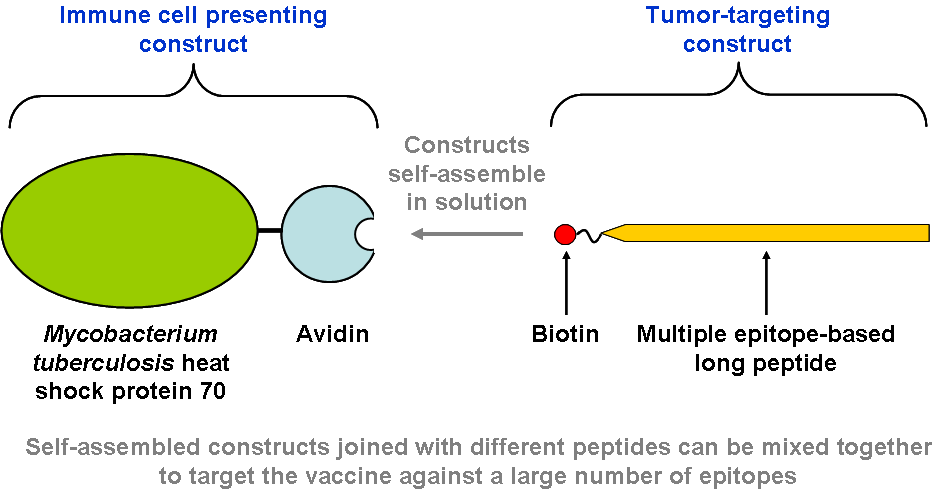 Immune cell presenting
construct
Tumor-targeting
construct
Constructs
self-assemble
in solution
Mycobacterium
tuberculosis heat
shock protein 70
Avidin
Biotin
Multiple epitope-based
long peptide
Self-assembled constructs joined with different peptides can be mixed together
to target the vaccine against a large number of epitopes